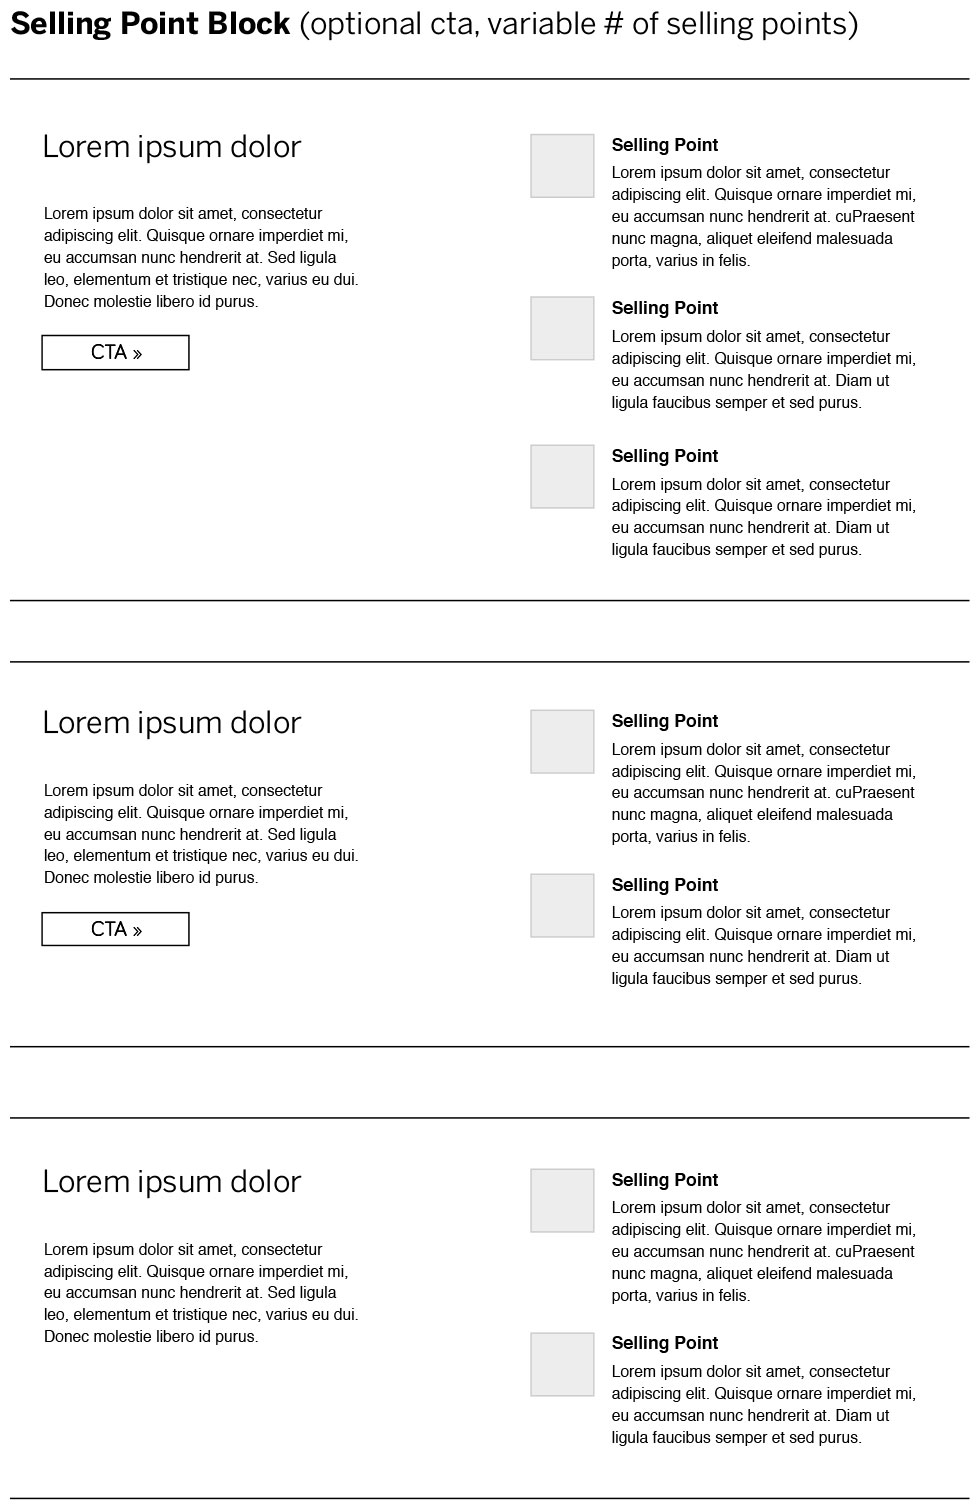 Selling Point Block (optional cta, variable # of selling points)
Lorem ipsum dolor
Lorem ipsum dolor sit amet, consectetur
adipiscing elit. Quisque ornare imperdiet mi,
eu accumsan nunc hendrerit at. Sed ligula
leo, elementum et tristique nec, varius eu dui.
Donec molestie libero id purus.
CTA »
Selling Point
Lorem ipsum dolor sit amet, consectetur
adipiscing elit. Quisque ornare imperdiet mi,
eu accumsan nunc hendrerit at. cuPraesent
nunc magna, aliquet eleifend malesuada
porta, varius in felis.
Selling Point
Lorem ipsum dolor sit amet, consectetur
adipiscing elit. Quisque ornare imperdiet mi,
eu accumsan nunc hendrerit at. Diam ut
ligula faucibus semper et sed purus.
Selling Point
Lorem ipsum dolor sit amet, consectetur
adipiscing elit. Quisque ornare imperdiet mi,
eu accumsan nunc hendrerit at. Diam ut
ligula faucibus semper et sed purus.
Lorem ipsum dolor
Lorem ipsum dolor sit amet, consectetur
adipiscing elit. Quisque ornare imperdiet mi,
eu accumsan nunc hendrerit at. Sed ligula
leo, elementum et tristique nec, varius eu dui.
Donec molestie libero id purus.
CTA »
Selling Point
Lorem ipsum dolor sit amet, consectetur
adipiscing elit. Quisque ornare imperdiet mi,
eu accumsan nunc hendrerit at. cuPraesent
nunc magna, aliquet eleifend malesuada
porta, varius in felis.
Selling Point
Lorem ipsum dolor sit amet, consectetur
adipiscing elit. Quisque ornare imperdiet mi,
eu accumsan nunc hendrerit at. Diam ut
ligula faucibus semper et sed purus.
Lorem ipsum dolor
Lorem ipsum dolor sit amet, consectetur
adipiscing elit. Quisque ornare imperdiet mi,
eu accumsan nunc hendrerit at. Sed ligula
leo, elementum et tristique nec, varius eu dui.
Donec molestie libero id purus.
Selling Point
Lorem ipsum dolor sit amet, consectetur
adipiscing elit. Quisque ornare imperdiet mi,
eu accumsan nunc hendrerit at. cuPraesent
nunc magna, aliquet eleifend malesuada
porta, varius in felis.
Selling Point
Lorem ipsum dolor sit amet, consectetur
adipiscing elit. Quisque ornare imperdiet mi,
eu accumsan nunc hendrerit at. Diam ut
ligula faucibus semper et sed purus.